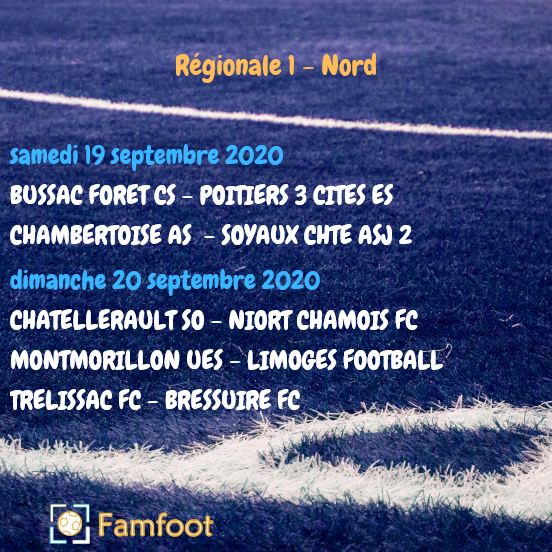 Régionale 1 – Nord
samedi 19 septembre 2020
BUSSAC FORET CS – POITIERS 3 CITES ES
CHAMBERTOISE AS – SOYAUX CHTE ASJ 2
dimanche 20 septembre 2020
CHATELLERAULT SO – NIORT CHAMOIS FC
MONTMORILLON UES – LIMOGES FOOTBALL
TRELISSAC FC – BRESSUIRE FC
Famfoot